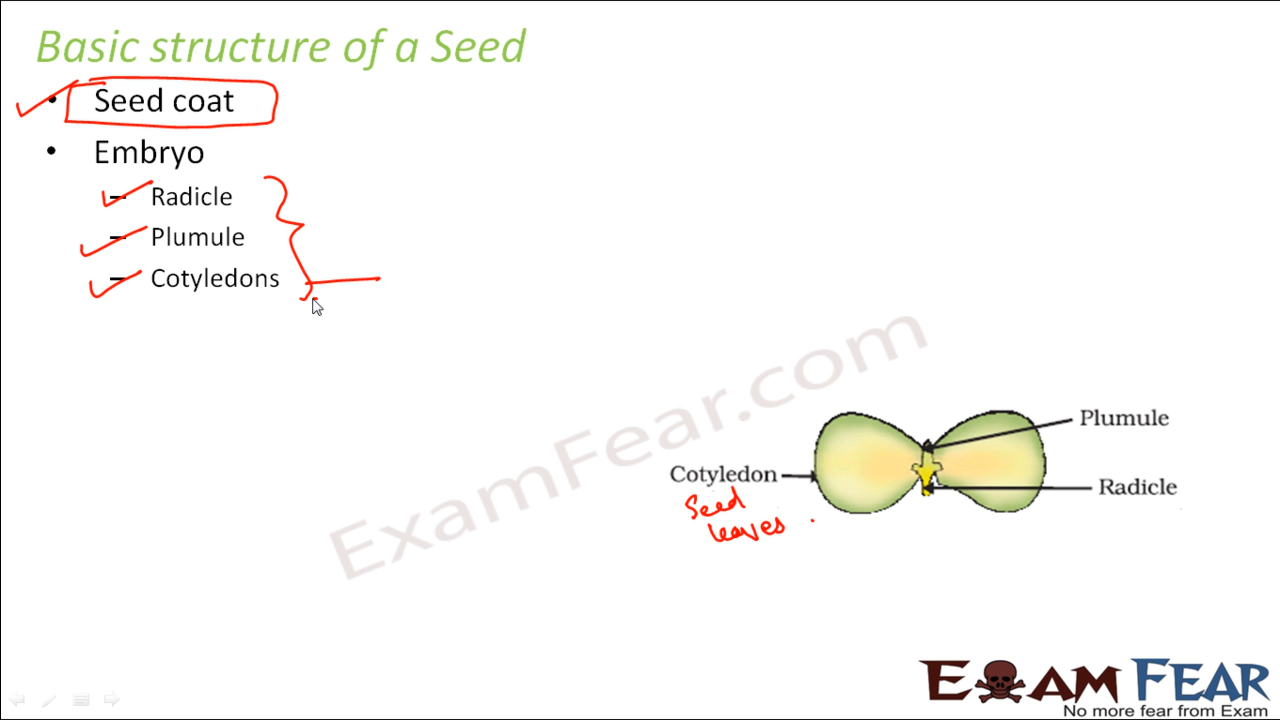 Basic structure of a Seed
• Seed coat
• Embryo
– Radicle
– Plumule
– Cotyledons
ExamFear.com
Plumule
Cotyledon
Radicle
Seed
leaves
EXAM FEAR
No more fear from Exam